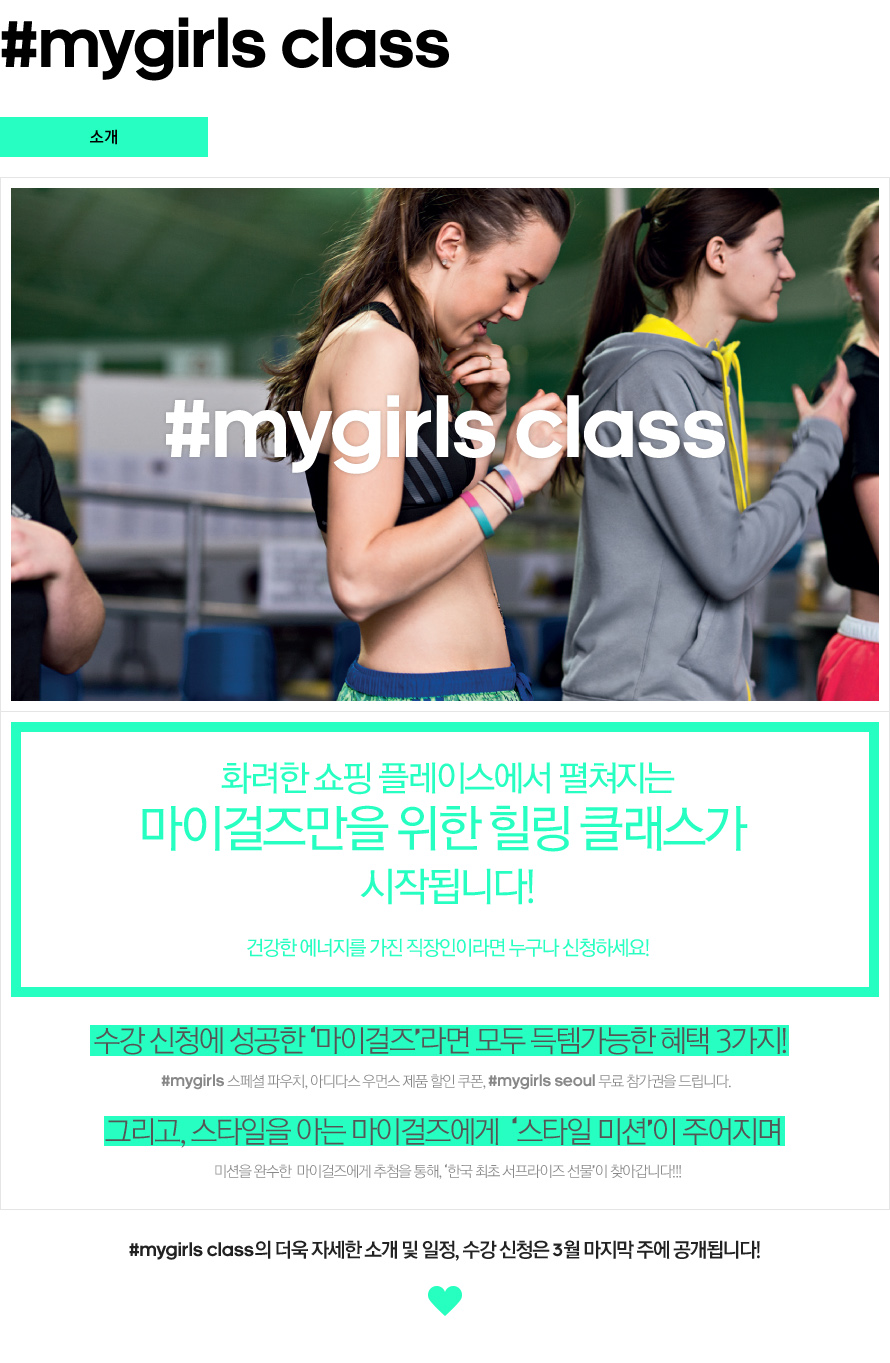 #mygirls class
소개
#mygirls class
화려한 쇼핑 플레이스에서 펼쳐지는
마이걸즈만을 위한 힐링 클래스가
시작됩니다!
건강한 에너지를 가진 직장인이라면 누구나 신청하세요!
수강 신청에 성공한 ‘마이걸즈’라면 모두 득템가능한 혜택 3가지!
#mygirls 스페셜 파우치, 아디다스 우먼스 제품 할인 쿠폰, #mygirls seoul 무료 참가권을 드립니다.
그리고, 스타일을 아는 마이걸즈에게 ‘스타일 미션’이 주어지며
미션을 완수한 마이걸즈에게 추첨을 통해, ‘한국 최초 서프라이즈 선물’이 찾아갑니다!!!
#mygirls class의 더욱 자세한 소개 및 일정, 수강 신청은 3월 마지막 주에 공개됩니다!